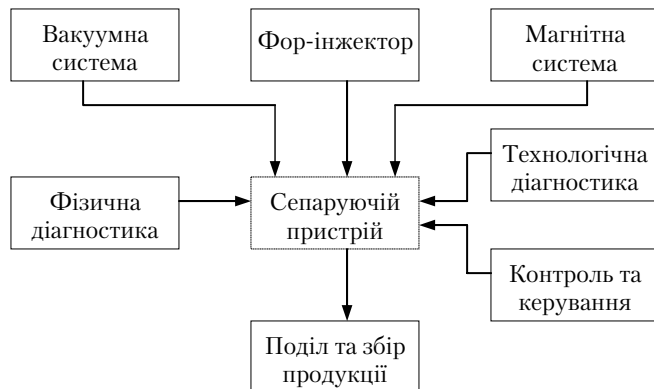 Вакуумна
система
Фор-інжектор
Магнітна
система
Технологічна
діагностика
Фізична
діагностика
Сепаруючій
пристрій
Контроль та
керування
Поділ та збір
продукції